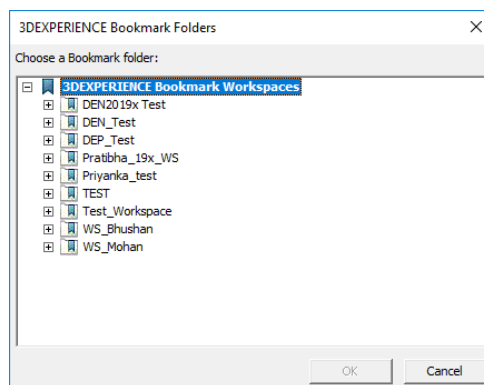 3DEXPERIENCE Bookmark Folders
Choose a Bookmark folder:
3DEXPERIENCE Bookmark Workspaces
DEN2019x Test
DEN_Test
DEP_Test
Pratibha_19x_WS
Priyanka_test
TEST
Test_Workspace
WS_Bhushan
WS_Mohan
OK Cancel